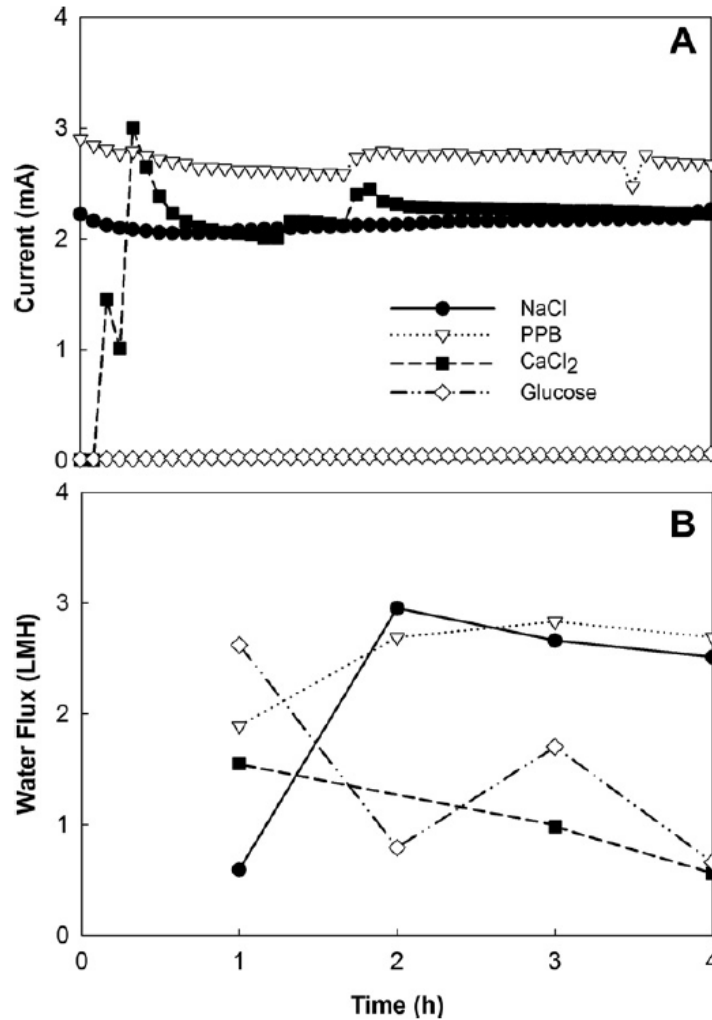 A
4
3
2
1
0
Current (mA)
NaCl
PPB
CaCl₂
Glucose
B
4
3
2
1
0
Water Flux (LMH)
0 1 2 3 4
Time (h)